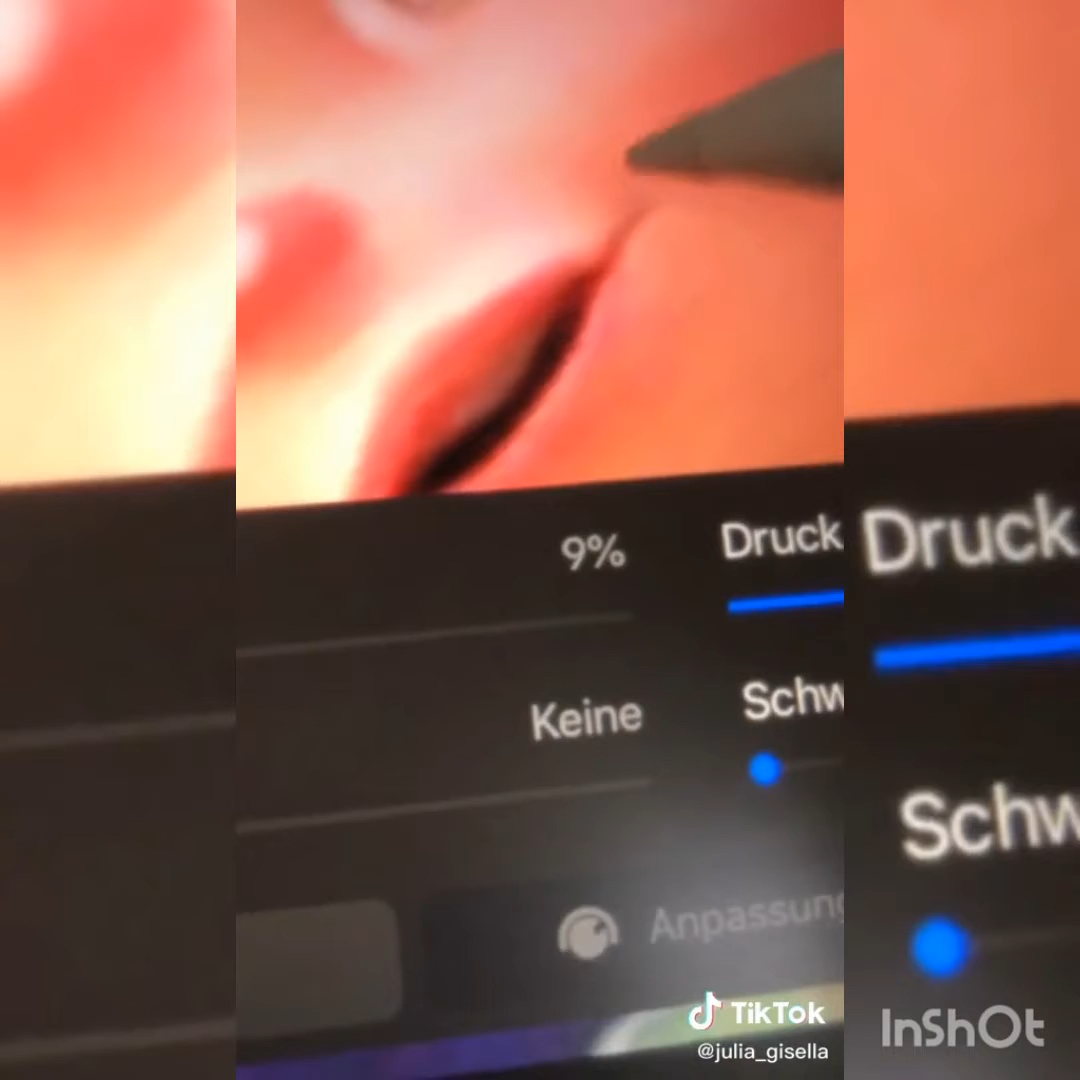 9%
Druck
Druck
Keine
Schw
Schw
Anpassung
TikTok
@julia_gisella
InShOt